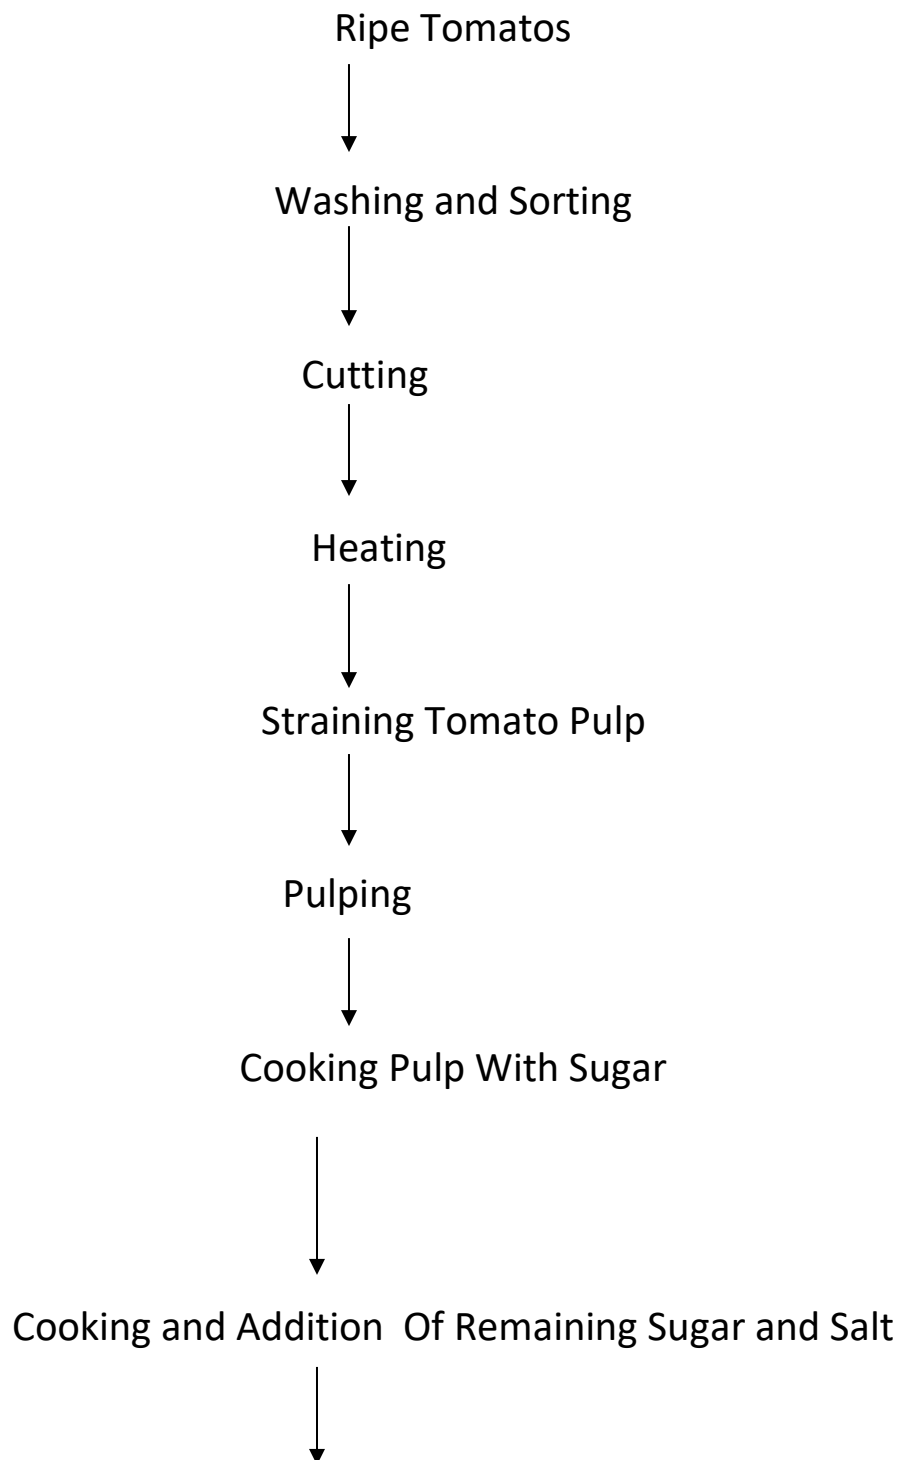 Ripe Tomatos
Washing and Sorting
Cutting
Heating
Straining Tomato Pulp
Pulping
Cooking Pulp With Sugar
Cooking and Addition  Of Remaining Sugar and Salt